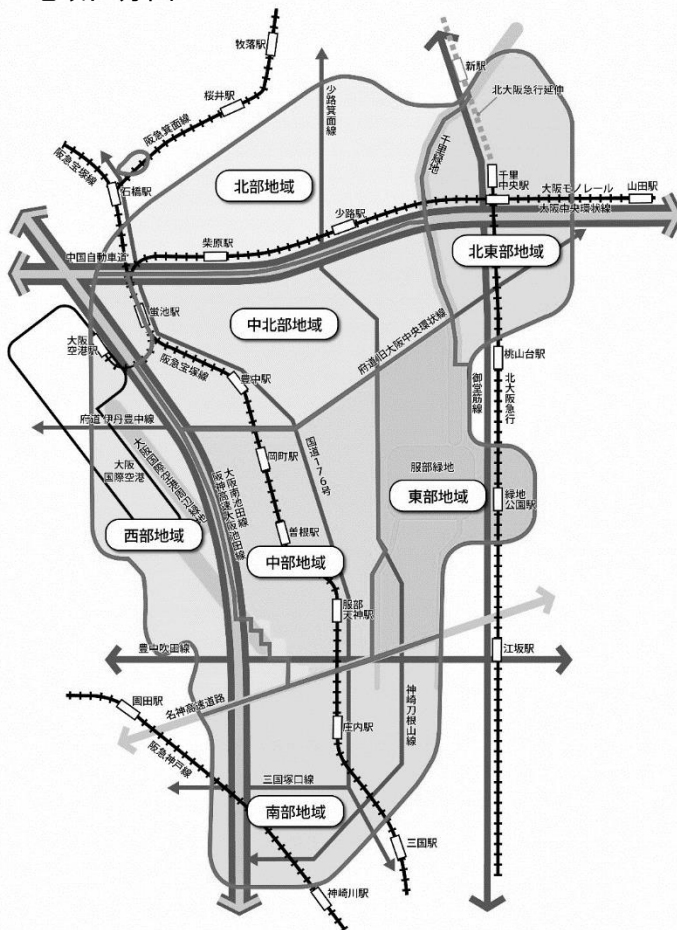 牧落駅
新駅
桜井駅
北大阪急行延伸
少路箕面線
阪急箕面線
千里緑地
阪急宝塚線
石橋駅
北部地域
千里
中央駅
大阪モノレール
山田駅
大阪中央環状線
少路駅
柴原駅
中国自動車道
北東部地域
蛍池駅
中北部地域
大阪
空港駅
府道 旧大阪中央環状線
阪急宝塚線
豊中駅
桃山台駅
御堂筋線
北大阪急行
府道 伊丹豊中線
国道176号
岡町駅
大阪国際空港周辺緑地
大阪
国際空港
大阪南池田線
阪神高速大阪池田線
服部緑地
東部地域
緑地
公園駅
西部地域
曽根駅
中部地域
服部
天神駅
豊中吹田線
江坂駅
名神高速道路
神崎刀根山線
園田駅
庄内駅
阪急神戸線
三国塚口線
南部地域
三国駅
神崎川駅